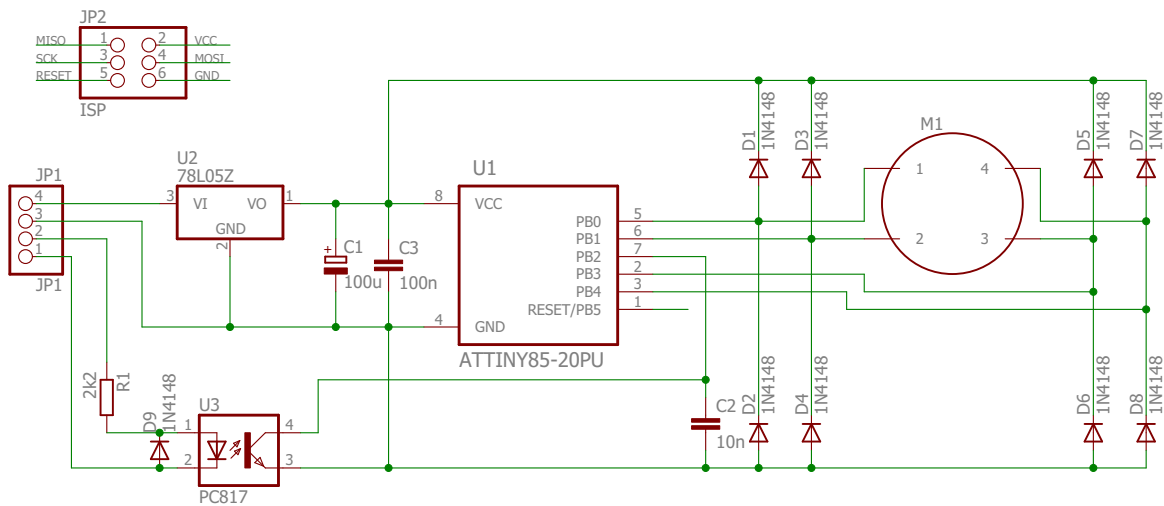 JP2
MISO 1 2 VCC
SCK 3 4 MOSI
RESET 5 6 GND
ISP
JP1
4
3
2
1
JP1
U2
78L05Z
3 VI VO 1
GND
2
+
C1
100u
C3
100n
U1
8 VCC
PB0 5
PB1 6
PB2 7
PB3 2
PB4 3
RESET/PB5 1
4 GND
ATTINY85-20PU
D1
1N4148
D3
1N4148
M1
1 4
2 3
D5
1N4148
D7
1N4148
2k2
R1
D9
1N4148
U3
1 4
2 3
PC817
C2
10n
D2
1N4148
D4
1N4148
D6
1N4148
D8
1N4148